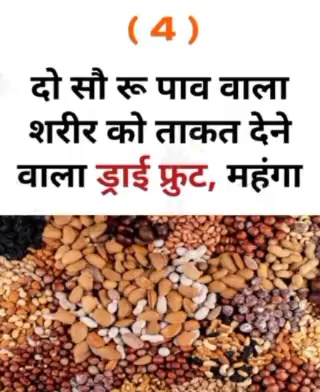 ( 4 )
दो सौ रू पाव वाला
शरीर को ताकत देने
वाला ड्राई फ्रुट, महंगा